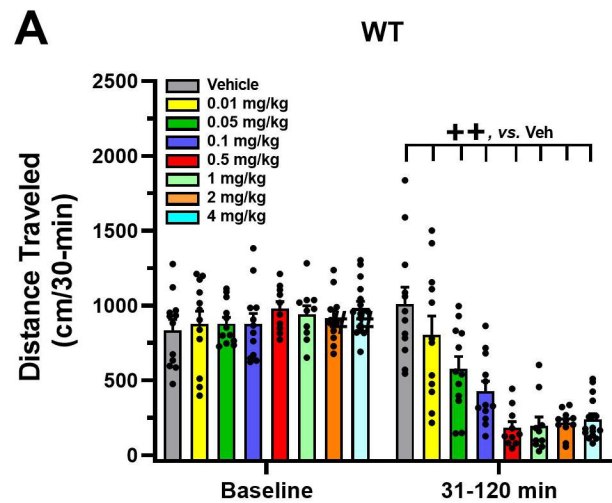 A
WT
Distance Traveled
(cm/30-min)
2500
2000
1500
1000
500
0
Vehicle
0.01 mg/kg
0.05 mg/kg
0.1 mg/kg
0.5 mg/kg
1 mg/kg
2 mg/kg
4 mg/kg
++, vs. Veh
Baseline
31-120 min